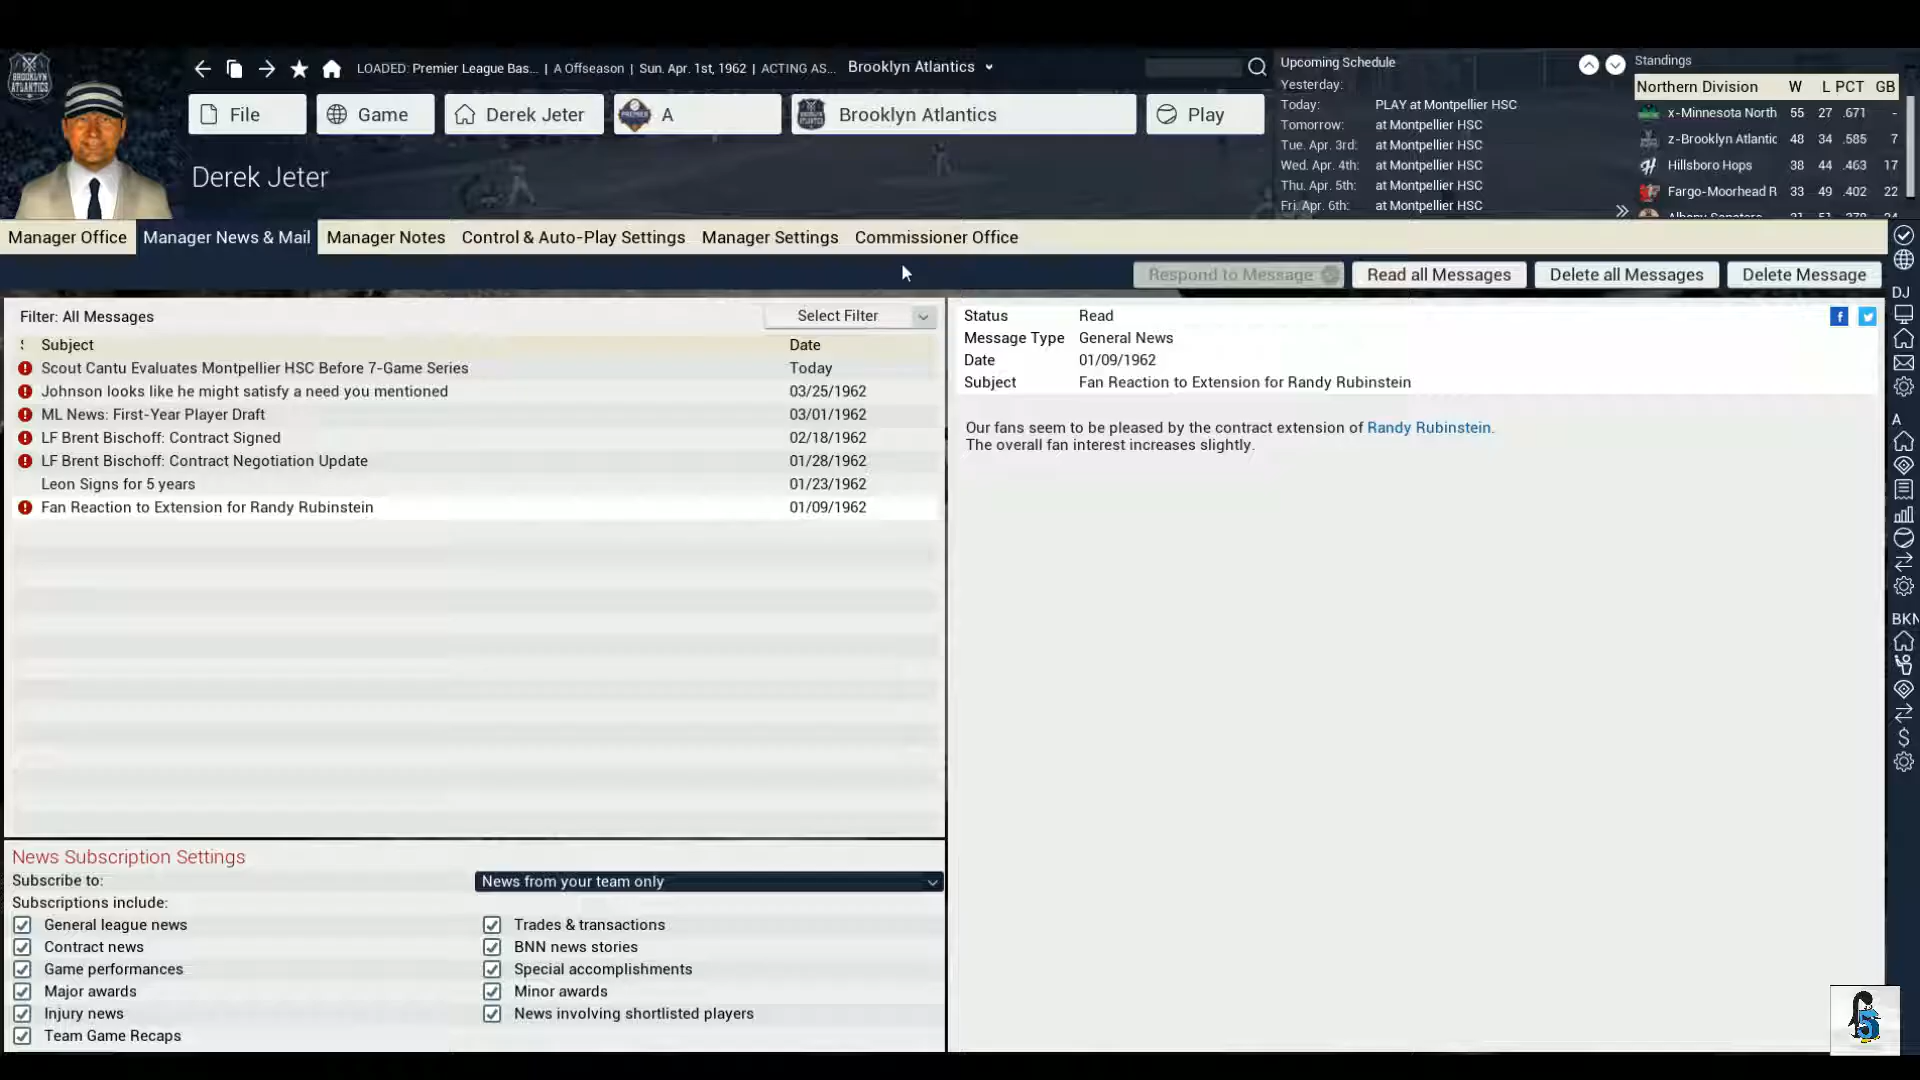 LOADED: Premier League Bas... | A Offseason | Sun. Apr. 1st, 1962 | ACTING AS... Brooklyn Atlantics
File
Game
Derek Jeter
A
Brooklyn Atlantics
Play
Derek Jeter
Upcoming Schedule
Yesterday:
Today: PLAY at Montpellier HSC
Tomorrow: at Montpellier HSC
Tue. Apr. 3rd: at Montpellier HSC
Wed. Apr. 4th: at Montpellier HSC
Thu. Apr. 5th: at Montpellier HSC
Fri. Apr. 6th: at Montpellier HSC
Standings
Northern Division W L PCT GB
x-Minnesota North 55 27 .671 -
z-Brooklyn Atlantic 48 34 .585 7
Hillsboro Hops 38 44 .463 17
Fargo-Moorhead R 33 49 .402 22
BROOKLYN
ATLANTICS
Manager Office
Manager News & Mail
Manager Notes
Control & Auto-Play Settings
Manager Settings
Commissioner Office
Respond to Message
Read all Messages
Delete all Messages
Delete Message
Filter: All Messages
Select Filter
Subject Date
Scout Cantu Evaluates Montpellier HSC Before 7-Game Series Today
Johnson looks like he might satisfy a need you mentioned 03/25/1962
ML News: First-Year Player Draft 03/01/1962
LF Brent Bischoff: Contract Signed 02/18/1962
LF Brent Bischoff: Contract Negotiation Update 01/28/1962
Leon Signs for 5 years 01/23/1962
Fan Reaction to Extension for Randy Rubinstein 01/09/1962
Status Read
Message Type General News
Date 01/09/1962
Subject Fan Reaction to Extension for Randy Rubinstein
Our fans seem to be pleased by the contract extension of Randy Rubinstein.
The overall fan interest increases slightly.
News Subscription Settings
Subscribe to: News from your team only
Subscriptions include:
General league news
Trades & transactions
Contract news
BNN news stories
Game performances
Special accomplishments
Major awards
Minor awards
Injury news
News involving shortlisted players
Team Game Recaps
DJ
A
BKN
5